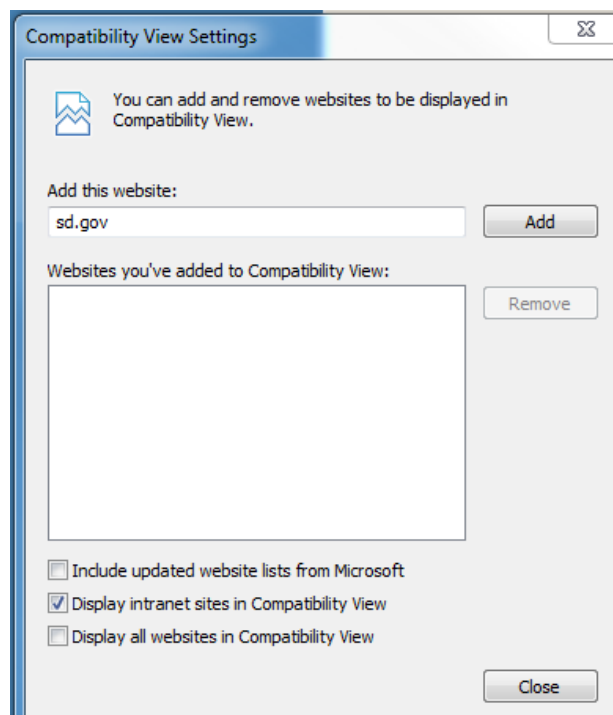 Compatibility View Settings
You can add and remove websites to be displayed in
Compatibility View.
Add this website:
sd.gov
Add
Websites you've added to Compatibility View:
Remove
Include updated website lists from Microsoft
Display intranet sites in Compatibility View
Display all websites in Compatibility View
Close